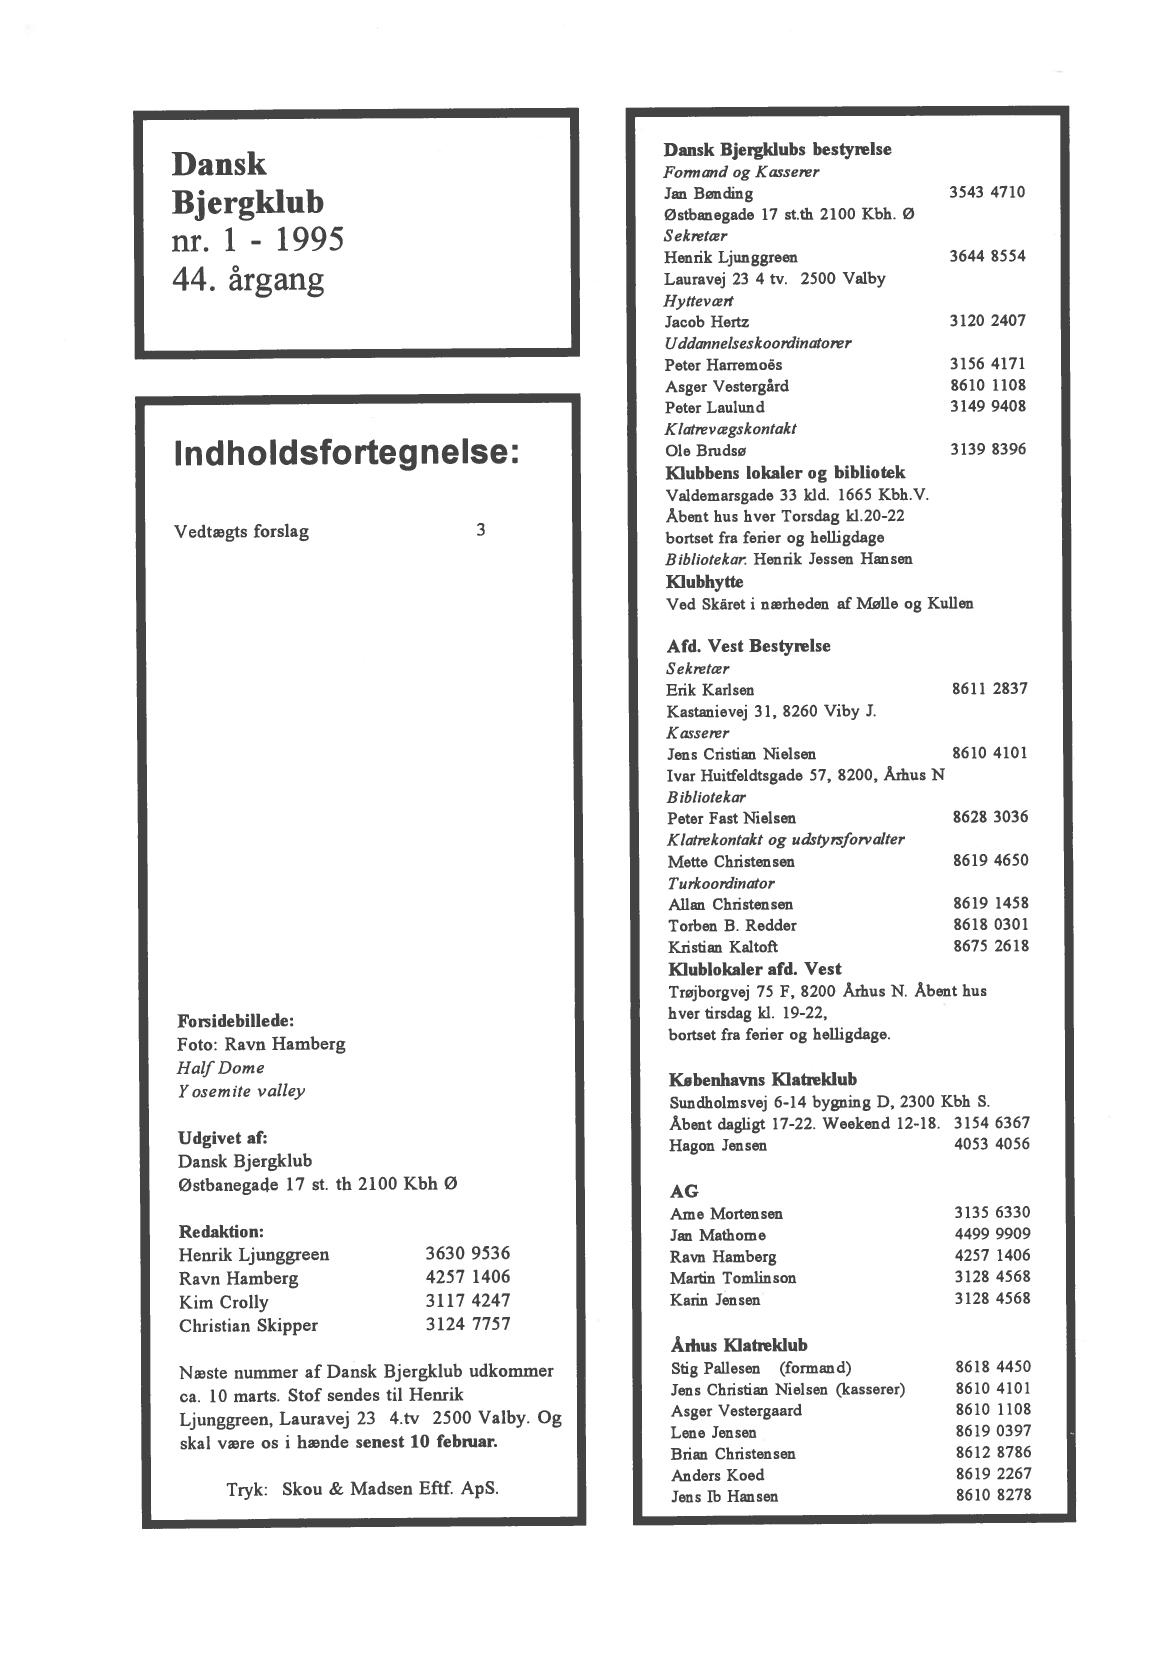 Dansk
Bjergklub
nr. 1 - 1995
44. årgang
Indholdsfortegnelse:
Vedtægts forslag 3
Forsidebillede:
Foto: Ravn Hamberg
Half Dome
Yosemite valley
Udgivet af:
Dansk Bjergklub
Østbanegade 17 st. th 2100 Kbh Ø
Redaktion:
Henrik Ljunggreen 3630 9536
Ravn Hamberg 4257 1406
Kim Crolly 3117 4247
Christian Skipper 3124 7757
Næste nummer af Dansk Bjergklub udkommer
ca. 10 marts. Stof sendes til Henrik
Ljunggreen, Lauravej 23 4.tv 2500 Valby. Og
skal være os i hænde senest 10 februar.
Tryk: Skou & Madsen Eftf. ApS.
Dansk Bjergklubs bestyrelse
Formand og Kasserer
Jan Bønding 3543 4710
Østbanegade 17 st.th 2100 Kbh. Ø
Sekretær
Henrik Ljunggreen 3644 8554
Lauravej 23 4 tv. 2500 Valby
Hyttevært
Jacob Hertz 3120 2407
Uddannelseskoordinatorer
Peter Harremoës 3156 4171
Asger Vestergård 8610 1108
Peter Laulund 3149 9408
Klatrevægskontakt
Ole Brudsø 3139 8396
Klubbens lokaler og bibliotek
Valdemarsgade 33 kld. 1665 Kbh.V.
Åbent hus hver Torsdag kl.20-22
bortset fra ferier og helligdage
Bibliotekar: Henrik Jessen Hansen
Klubhytte
Ved Skäret i nærheden af Mølle og Kullen
Afd. Vest Bestyrelse
Sekretær
Erik Karlsen 8611 2837
Kastanievej 31, 8260 Viby J.
Kasserer
Jens Cristian Nielsen 8610 4101
Ivar Huitfeldtsgade 57, 8200, Århus N
Bibliotekar
Peter Fast Nielsen 8628 3036
Klatrekontakt og udstyrsforvalter
Mette Christensen 8619 4650
Turkoordinator
Allan Christensen 8619 1458
Torben B. Redder 8618 0301
Kristian Kaltoft 8675 2618
Klublokaler afd. Vest
Trøjborgvej 75 F, 8200 Århus N. Åbent hus
hver tirsdag kl. 19-22,
bortset fra ferier og helligdage.
Københavns Klatreklub
Sundholmsvej 6-14 bygning D, 2300 Kbh S.
Åbent dagligt 17-22. Weekend 12-18. 3154 6367
Hagon Jensen 4053 4056
AG
Arne Mortensen 3135 6330
Jan Mathorne 4499 9909
Ravn Hamberg 4257 1406
Martin Tomlinson 3128 4568
Karin Jensen 3128 4568
Århus Klatreklub
Stig Pallesen (formand) 8618 4450
Jens Christian Nielsen (kasserer) 8610 4101
Asger Vestergaard 8610 1108
Lene Jensen 8619 0397
Brian Christensen 8612 8786
Anders Koed 8619 2267
Jens Ib Hansen 8610 8278